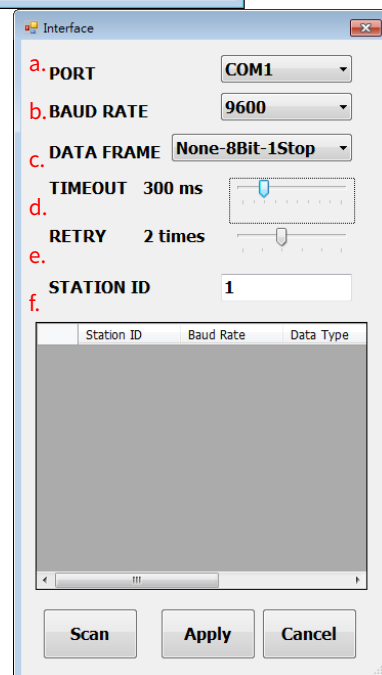 Interface
a. PORT COM1
b. BAUD RATE 9600
c. DATA FRAME None-8Bit-1Stop
d. TIMEOUT 300 ms
e. RETRY 2 times
f. STATION ID 1
Station ID Baud Rate Data Type
Scan Apply Cancel